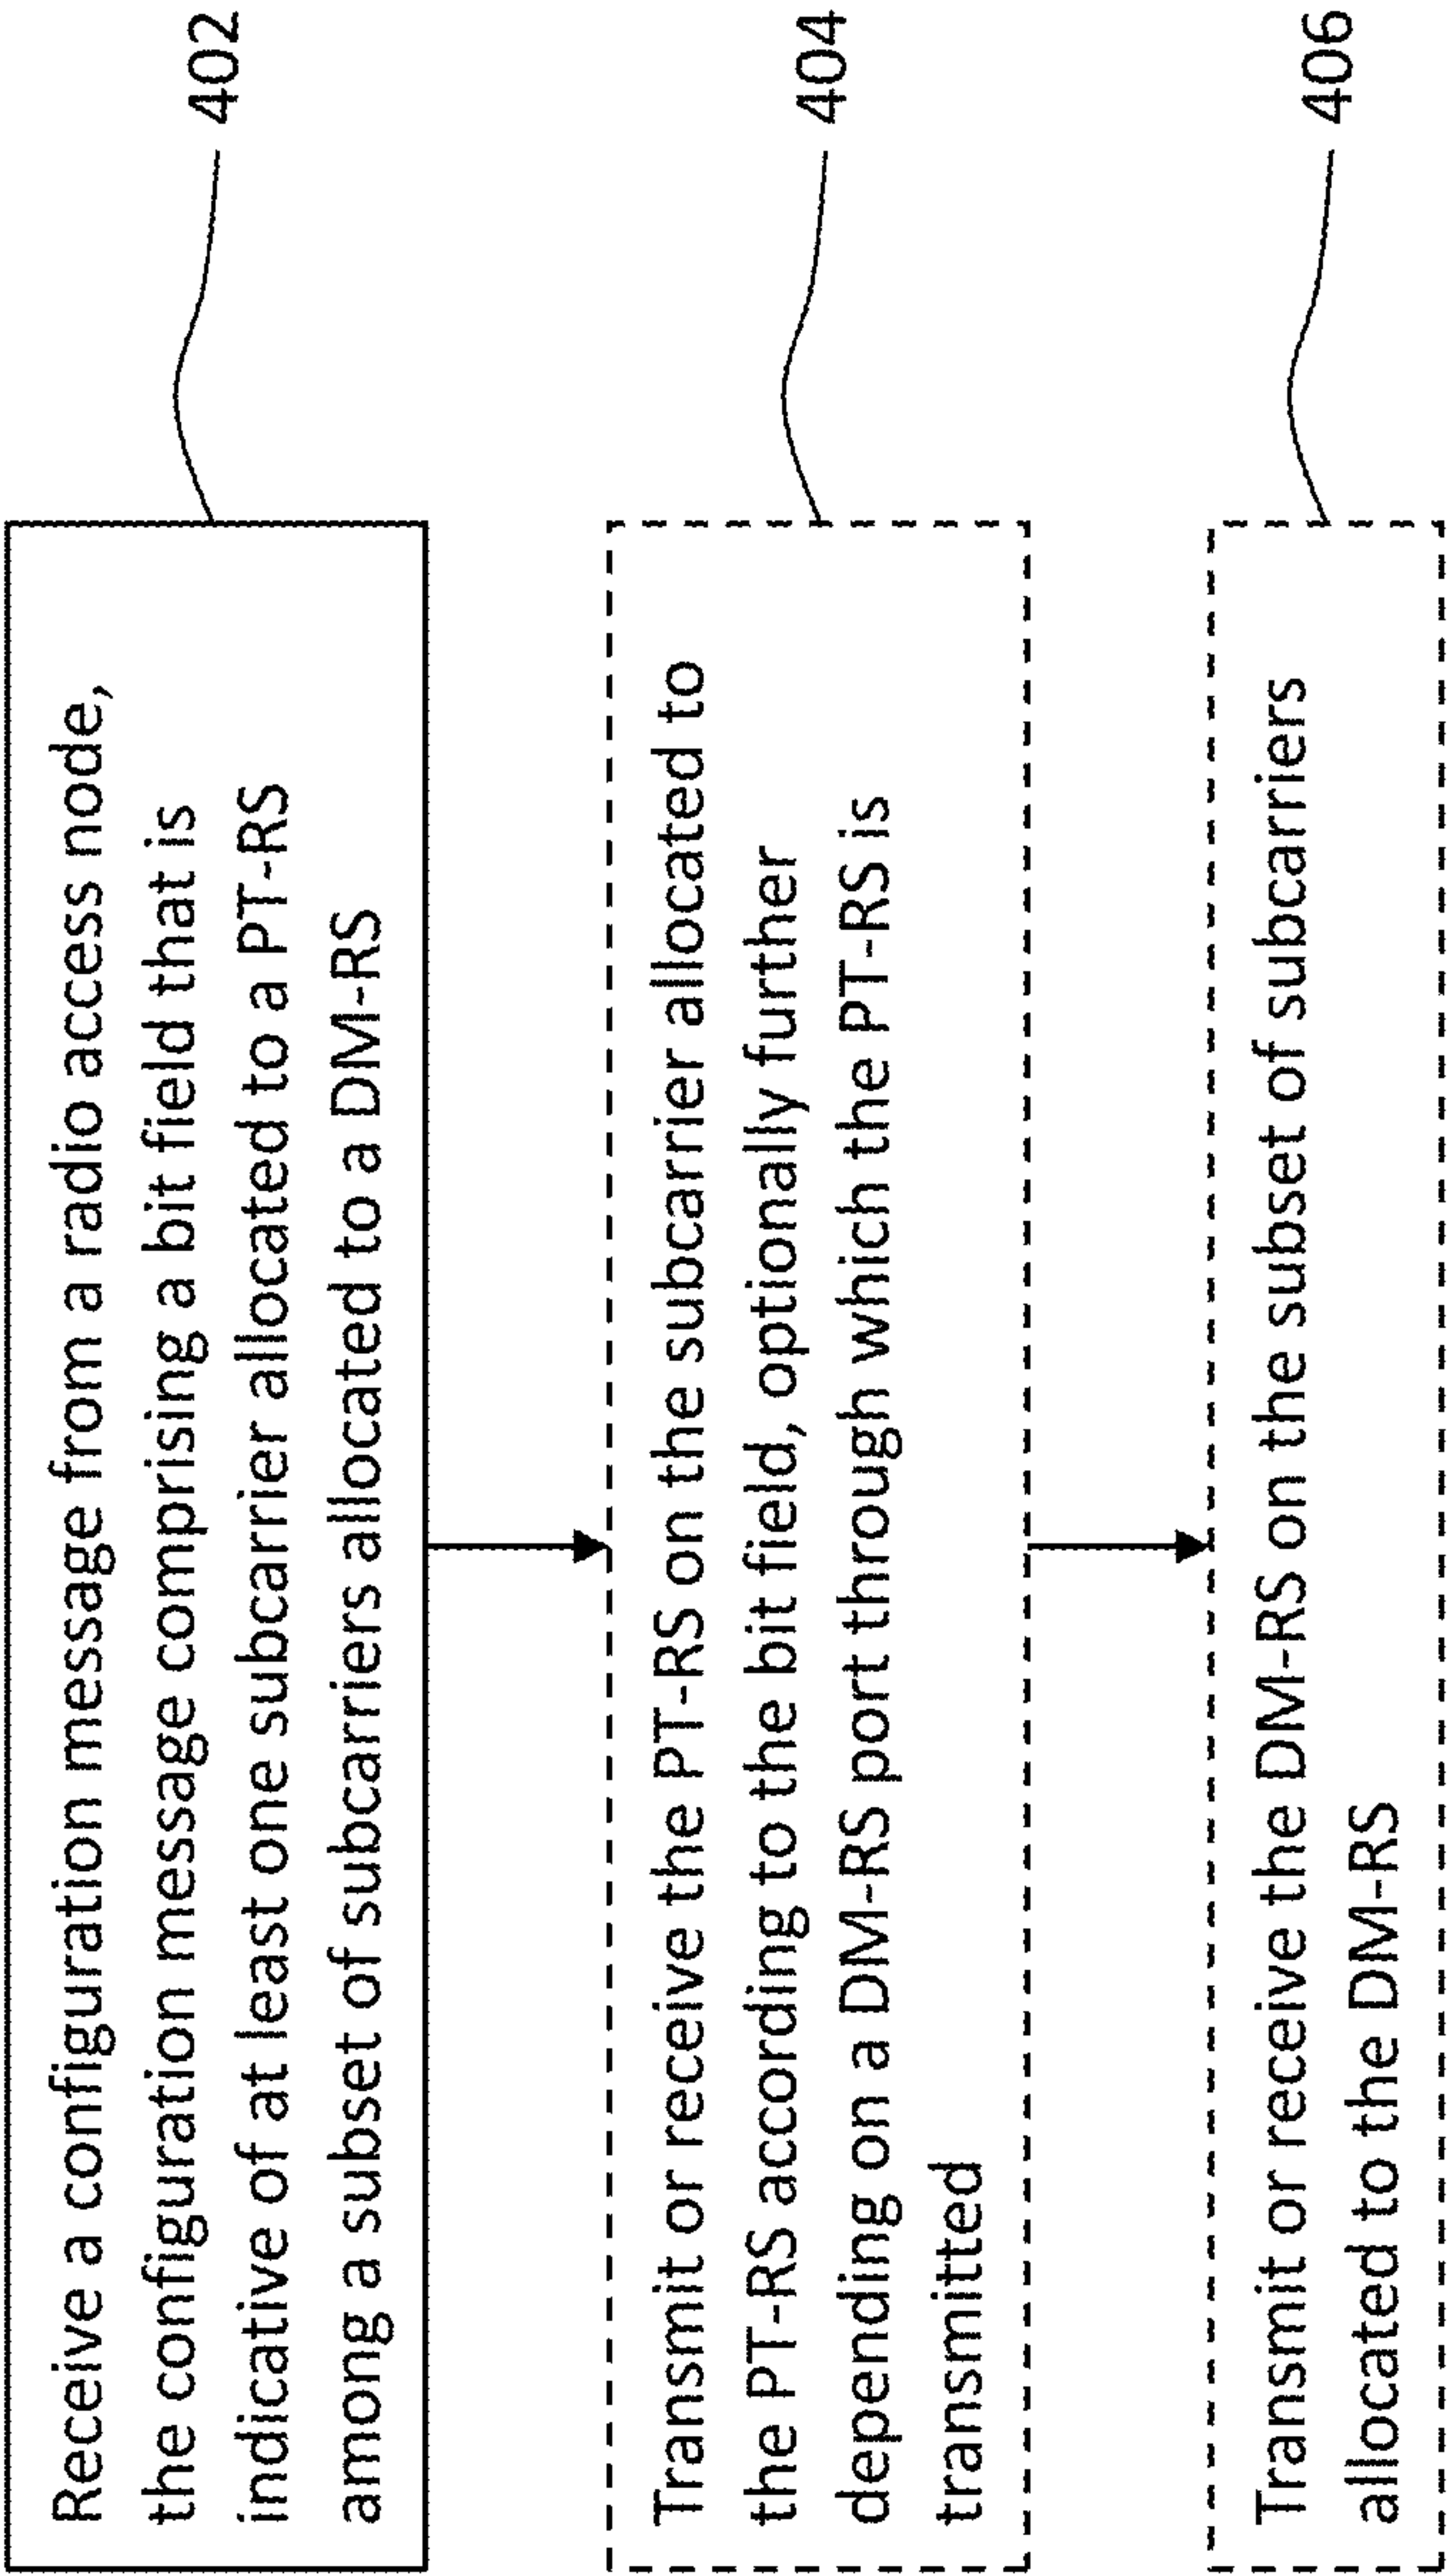 Receive a configuration message from a radio access node,
the configuration message comprising a bit field that is
indicative of at least one subcarrier allocated to a PT-RS
among a subset of subcarriers allocated to a DM-RS
402
Transmit or receive the PT-RS on the subcarrier allocated to
the PT-RS according to the bit field, optionally further
depending on a DM-RS port through which the PT-RS is
transmitted
404
Transmit or receive the DM-RS on the subset of subcarriers
allocated to the DM-RS
406